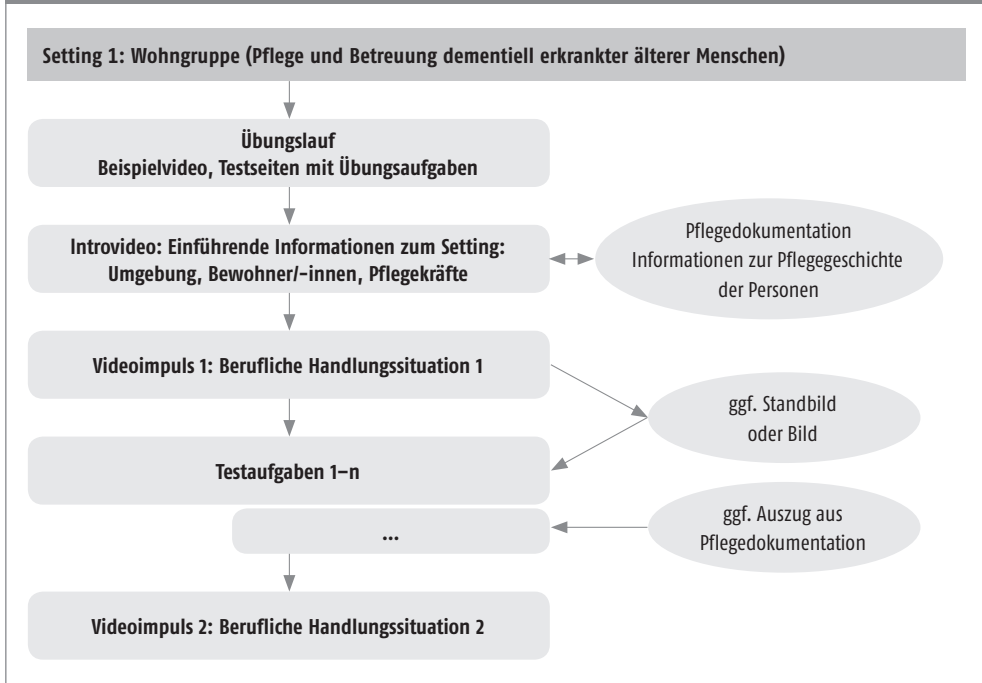 Setting 1: Wohngruppe (Pflege und Betreuung dementiell erkrankter älterer Menschen)
Übungslauf
Beispielvideo, Testseiten mit Übungsaufgaben
Introvideo: Einführende Informationen zum Setting:
Umgebung, Bewohner/-innen, Pflegekräfte
Pflegedokumentation
Informationen zur Pflegegeschichte
der Personen
Videoimpuls 1: Berufliche Handlungssituation 1
ggf. Standbild
oder Bild
Testaufgaben 1–n
...
ggf. Auszug aus
Pflegedokumentation
Videoimpuls 2: Berufliche Handlungssituation 2